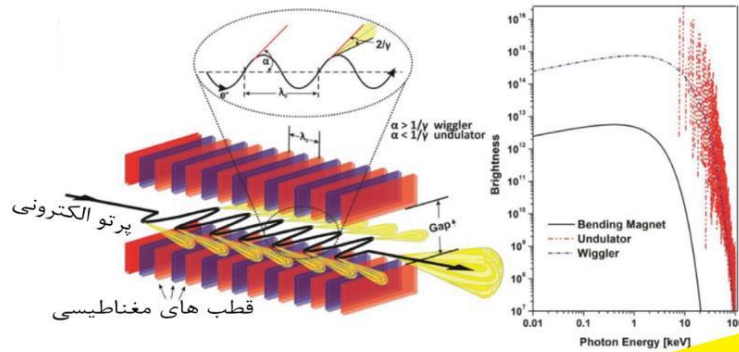 2/γ
α
e⁻
λᵤ
α > 1/γ wiggler
α < 1/γ undulator
Gap
پرتو الکترونی
قطب های مغناطیسی
10¹⁶
10¹⁵
10¹⁴
10¹³
10¹²
10¹¹
10¹⁰
10⁹
10⁸
10⁷
Brightness
Bending Magnet
Undulator
Wiggler
0.01
0.1
1
10
100
Photon Energy [keV]